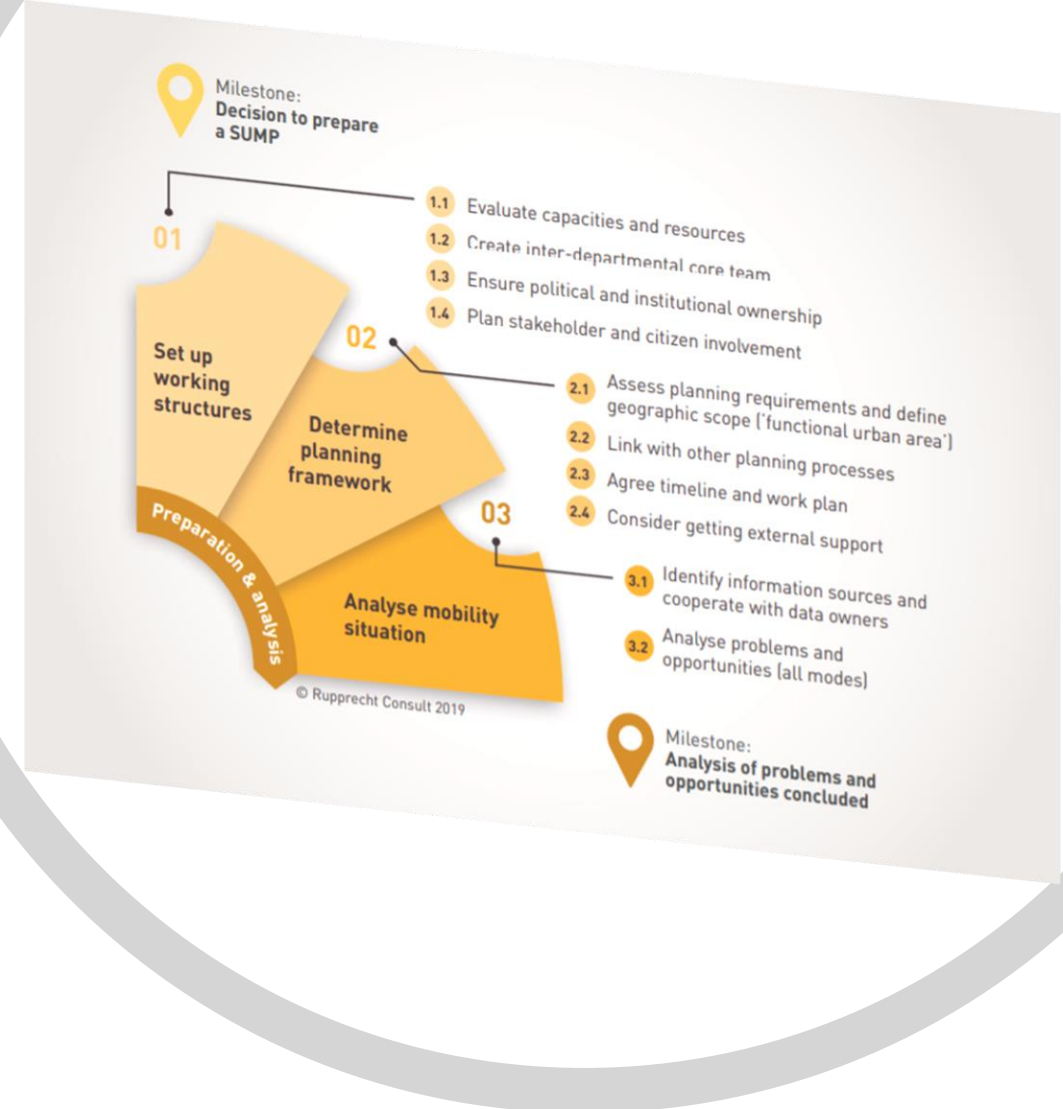 Milestone:
Decision to prepare
a SUMP
01
1.1 Evaluate capacities and resources
1.2 Create inter-departmental core team
1.3 Ensure political and institutional ownership
1.4 Plan stakeholder and citizen involvement
Set up
working
structures
02
2.1 Assess planning requirements and define
geographic scope (‘functional urban area’)
2.2 Link with other planning processes
2.3 Agree timeline and work plan
2.4 Consider getting external support
Determine
planning
framework
03
3.1 Identify information sources and
cooperate with data owners
3.2 Analyse problems and
opportunities (all modes)
Analyse mobility
situation
Preparation & analysis
© Rupprecht Consult 2019
Milestone:
Analysis of problems and
opportunities concluded